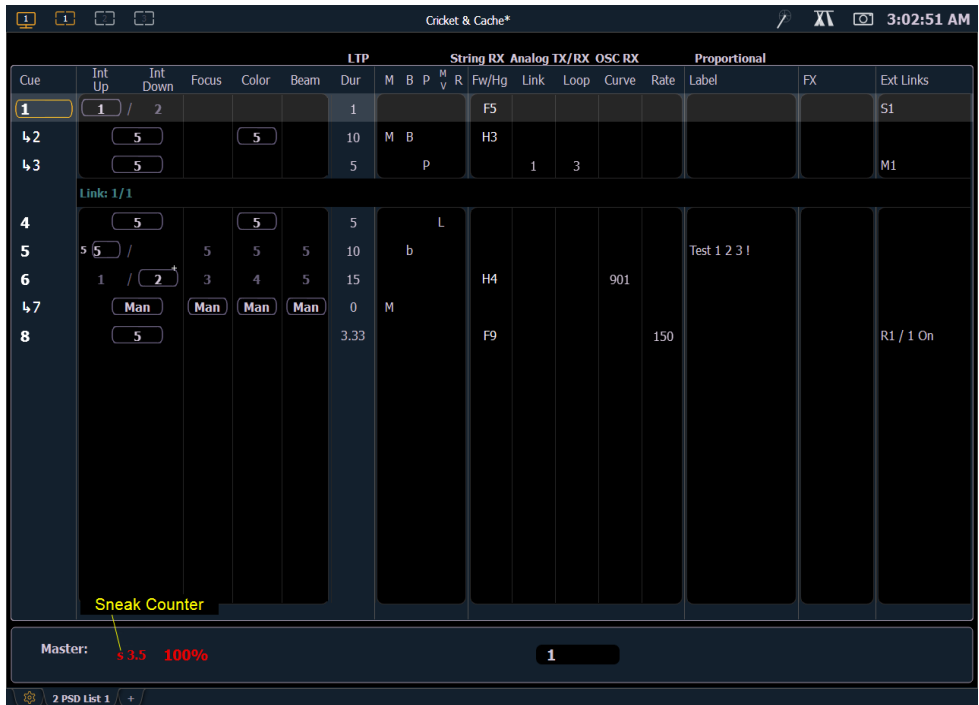 1 1 2 3 Cricket & Cache* 3:02:51 AM
LTP String RX Analog TX/RX OSC RX Proportional
Cue Int Up Int Down Focus Color Beam Dur M B P MV R Fw/Hg Link Loop Curve Rate Label FX Ext Links
1 1 / 2 1 F5 S1
↳2 5 5 10 M B H3
↳3 5 5 P 1 3 M1
Link: 1/1
4 5 5 5 L
5 5 5 / 5 5 5 10 b Test 1 2 3 !
6 1 / 2 + 3 4 5 15 H4 901
↳7 Man Man Man Man 0 M
8 5 3.33 F9 150 R1 / 1 On
Sneak Counter
Master: s 3.5 100% 1
2 PSD List 1 +